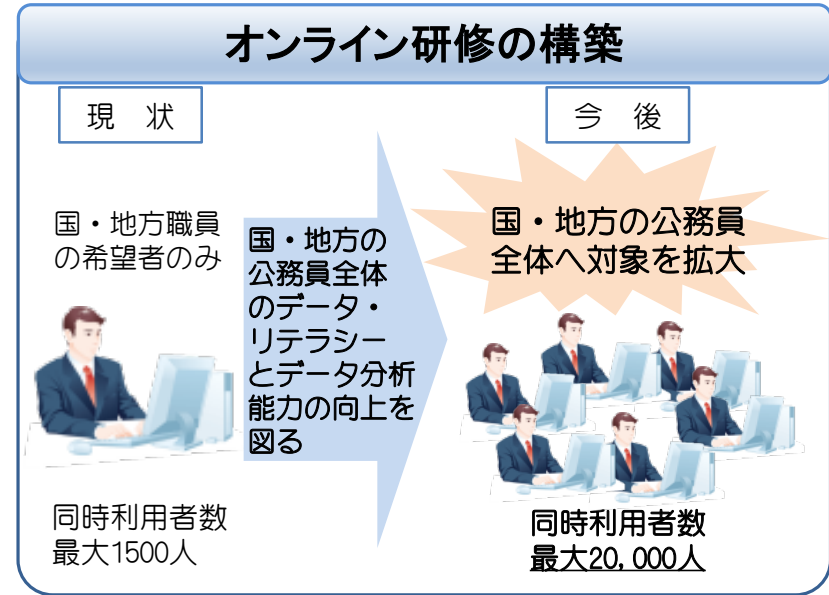 オンライン研修の構築
現　状
国・地方職員
の希望者のみ
同時利用者数
最大1500人
国・地方の
公務員全体
のデータ・
リテラシー
とデータ分析
能力の向上を
図る
今　後
国・地方の公務員
全体へ対象を拡大
同時利用者数
最大20,000人